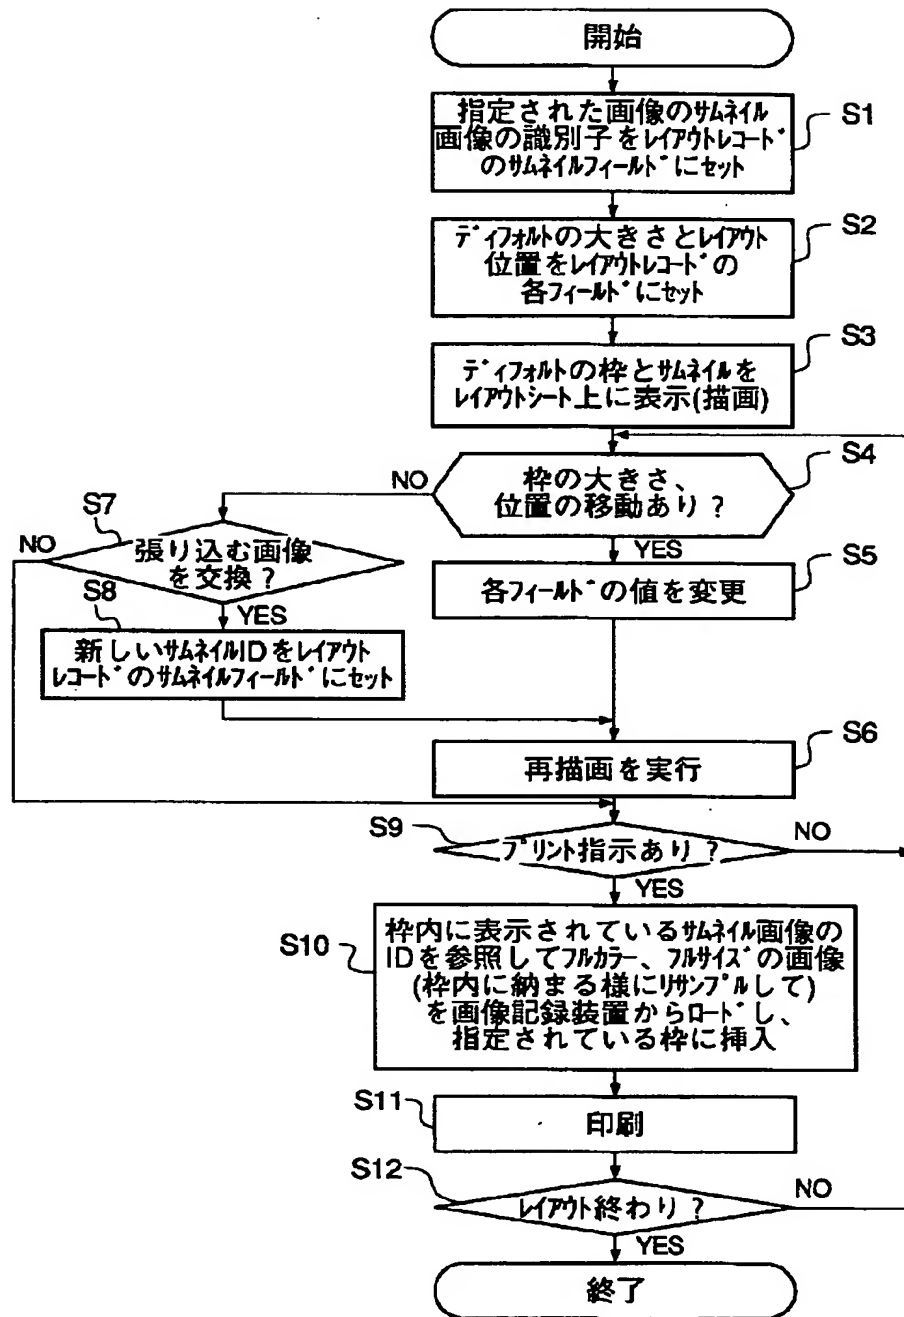 開始
指定された画像のｻﾑﾈｲﾙ
画像の識別子をﾚｲｱｳﾄﾚｺｰﾄﾞ
のｻﾑﾈｲﾙﾌｨｰﾙﾄﾞにｾｯﾄ
S1
ﾃﾞｨﾌｫﾙﾄの大きさとﾚｲｱｳﾄ
位置をﾚｲｱｳﾄﾚｺｰﾄﾞの
各ﾌｨｰﾙﾄﾞにｾｯﾄ
S2
ﾃﾞｨﾌｫﾙﾄの枠とｻﾑﾈｲﾙを
ﾚｲｱｳﾄｼｰﾄ上に表示(描画)
S3
枠の大きさ、
位置の移動あり？
S4
NO
YES
S7
張り込む画像
を交換？
NO
YES
各ﾌｨｰﾙﾄﾞの値を変更
S5
S8
新しいｻﾑﾈｲﾙIDをﾚｲｱｳﾄ
ﾚｺｰﾄﾞのｻﾑﾈｲﾙﾌｨｰﾙﾄﾞにｾｯﾄ
再描画を実行
S6
S9
ﾌﾟﾘﾝﾄ指示あり？
NO
YES
S10
枠内に表示されているｻﾑﾈｲﾙ画像の
IDを参照してﾌﾙｶﾗｰ、ﾌﾙｻｲｽﾞの画像
(枠内に納まる様にﾘｻﾝﾌﾟﾙして)
を画像記録装置からﾛｰﾄﾞし、
指定されている枠に挿入
S11
印刷
S12
ﾚｲｱｳﾄ終わり？
NO
YES
終了